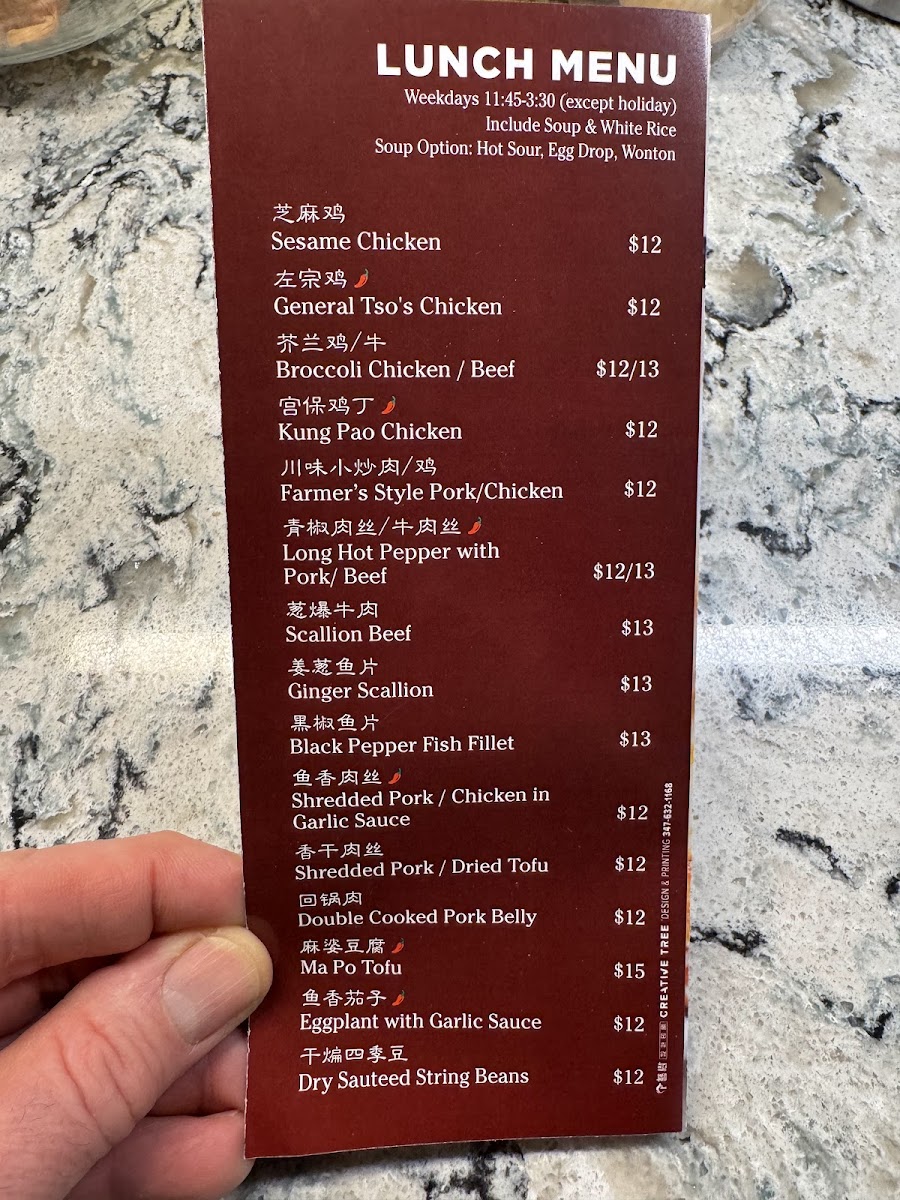 LUNCH MENU
Weekdays 11:45-3:30 (except holiday)
Include Soup & White Rice
Soup Option: Hot Sour, Egg Drop, Wonton
芝麻鸡
Sesame Chicken $12
左宗鸡
General Tso's Chicken $12
芥兰鸡/牛
Broccoli Chicken / Beef $12/13
宫保鸡丁
Kung Pao Chicken $12
川味小炒肉/鸡
Farmer's Style Pork/Chicken $12
青椒肉丝/牛肉丝
Long Hot Pepper with
Pork/ Beef $12/13
葱爆牛肉
Scallion Beef $13
姜葱鱼片
Ginger Scallion $13
黑椒鱼片
Black Pepper Fish Fillet $13
鱼香肉丝
Shredded Pork / Chicken in
Garlic Sauce $12
香干肉丝
Shredded Pork / Dried Tofu $12
回锅肉
Double Cooked Pork Belly $12
麻婆豆腐
Ma Po Tofu $15
鱼香茄子
Eggplant with Garlic Sauce $12
干煸四季豆
Dry Sauteed String Beans $12
CREATIVE TREE DESIGN & PRINTING 347-632-1168